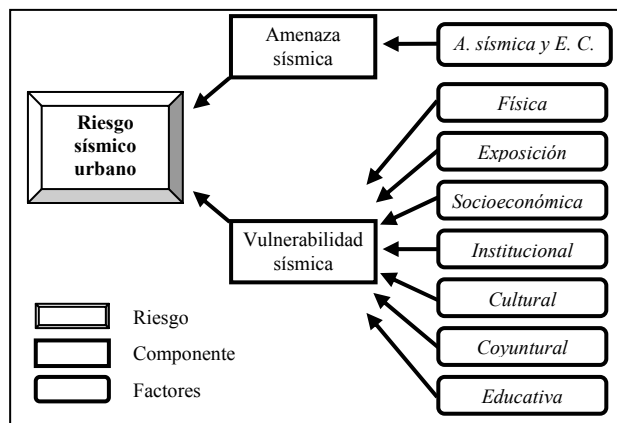 Amenaza
sísmica
A. sísmica y E. C.
Riesgo
sísmico
urbano
Física
Exposición
Socioeconómica
Vulnerabilidad
sísmica
Institucional
Cultural
Coyuntural
Educativa
Riesgo
Componente
Factores